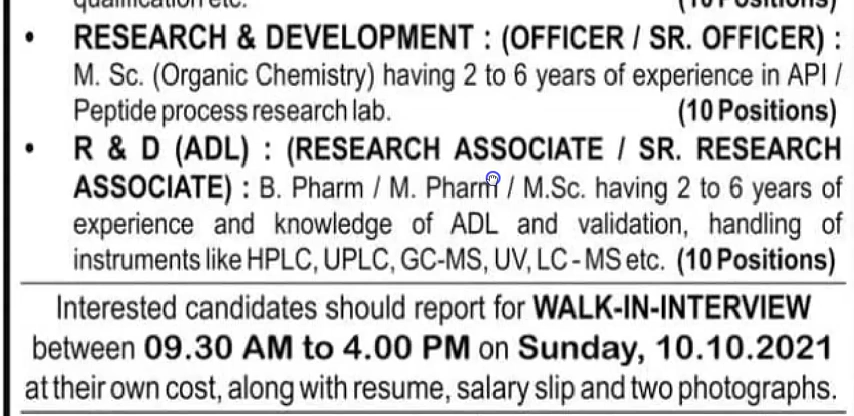 qualification etc. (10 Positions)
• RESEARCH & DEVELOPMENT : (OFFICER / SR. OFFICER) :
M. Sc. (Organic Chemistry) having 2 to 6 years of experience in API /
Peptide process research lab. (10 Positions)
• R & D (ADL) : (RESEARCH ASSOCIATE / SR. RESEARCH
ASSOCIATE) : B. Pharm / M. Pharm / M.Sc. having 2 to 6 years of
experience and knowledge of ADL and validation, handling of
instruments like HPLC, UPLC, GC-MS, UV, LC - MS etc. (10 Positions)
Interested candidates should report for WALK-IN-INTERVIEW
between 09.30 AM to 4.00 PM on Sunday, 10.10.2021
at their own cost, along with resume, salary slip and two photographs.